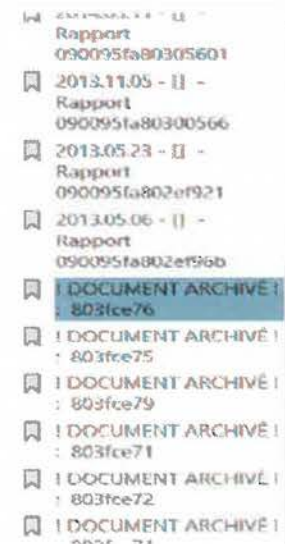 Rapport
090095fa80305601
2013.11.05 - [] -
Rapport
090095fa80300566
2013.05.23 - [] -
Rapport
090095fa802ef921
2013.05.06 - [] -
Rapport
090095fa802ef96b
! DOCUMENT ARCHIVÉ !
: 803fce76
! DOCUMENT ARCHIVÉ !
: 803fce75
! DOCUMENT ARCHIVÉ !
: 803fce79
! DOCUMENT ARCHIVÉ !
: 803fce71
! DOCUMENT ARCHIVÉ !
: 803fce72
! DOCUMENT ARCHIVÉ !